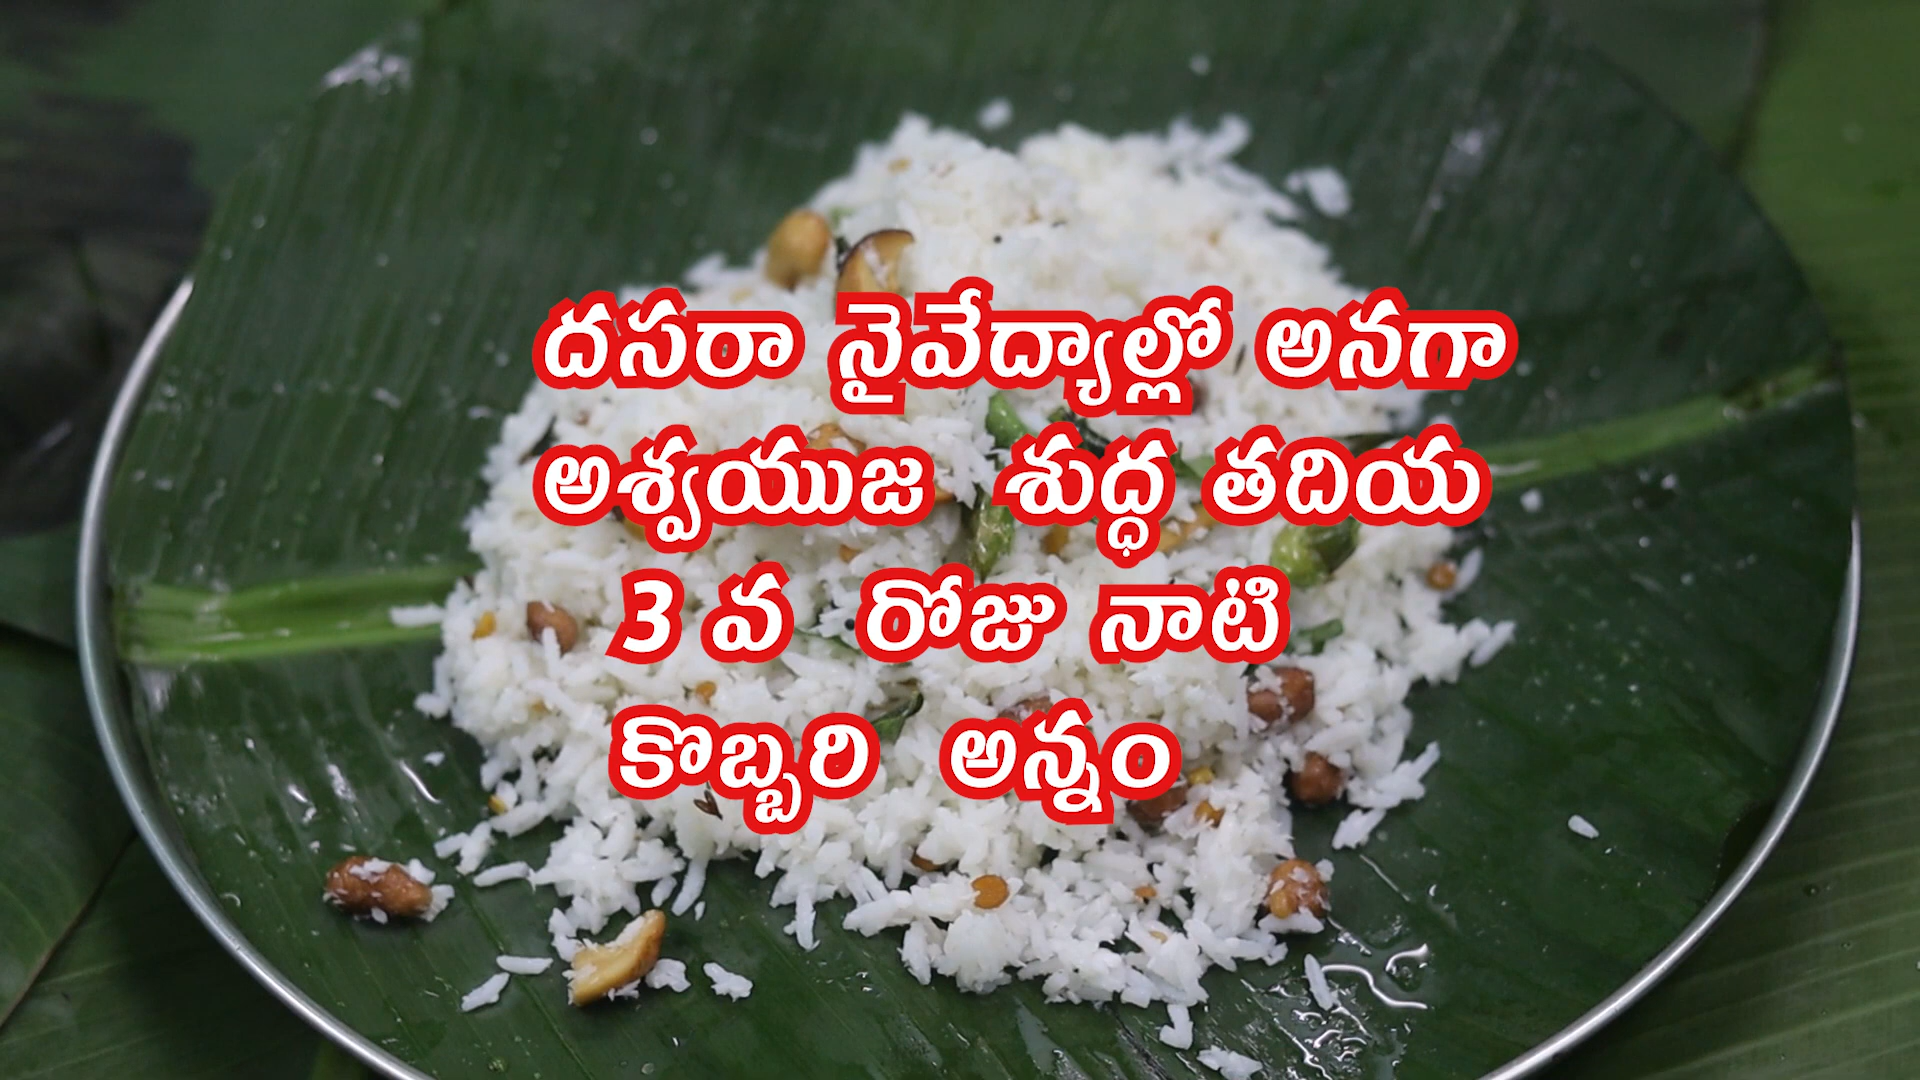 దసరా నైవేద్యాల్లో అనగా
అశ్వయుజ శుద్ధ తదియ
3 వ రోజు నాటి
కొబ్బరి అన్నం